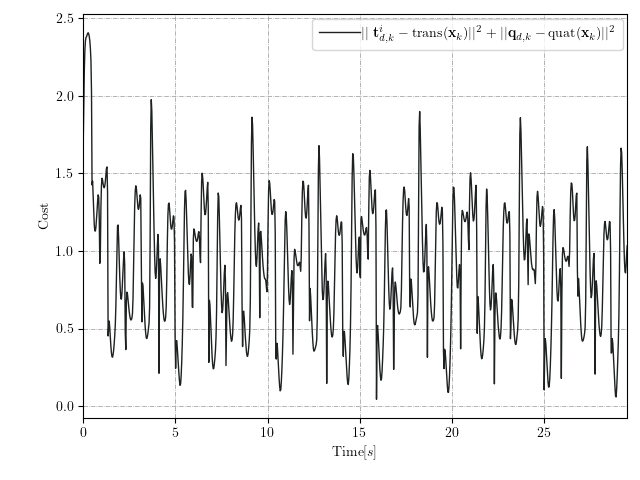 2.5
2.0
1.5
1.0
0.5
0.0
Cost
|| t^i_{d,k} − trans(x_k)||^2 + ||q_{d,k} − quat(x_k)||^2
0 5 10 15 20 25
Time[s]